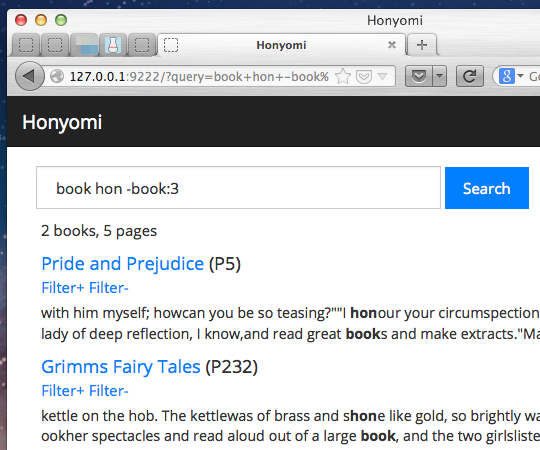 Honyomi
Honyomi
127.0.0.1:9222/?query=book+hon+-book%
Honyomi
book hon -book:3
Search
2 books, 5 pages
Pride and Prejudice (P5)
Filter+ Filter-
with him myself; howcan you be so teasing?""I honour your circumspection
lady of deep reflection, I know,and read great books and make extracts."Ma
Grimms Fairy Tales (P232)
Filter+ Filter-
kettle on the hob. The kettlewas of brass and shone like gold, so brightly wa
ookher spectacles and read aloud out of a large book, and the two girlsliste